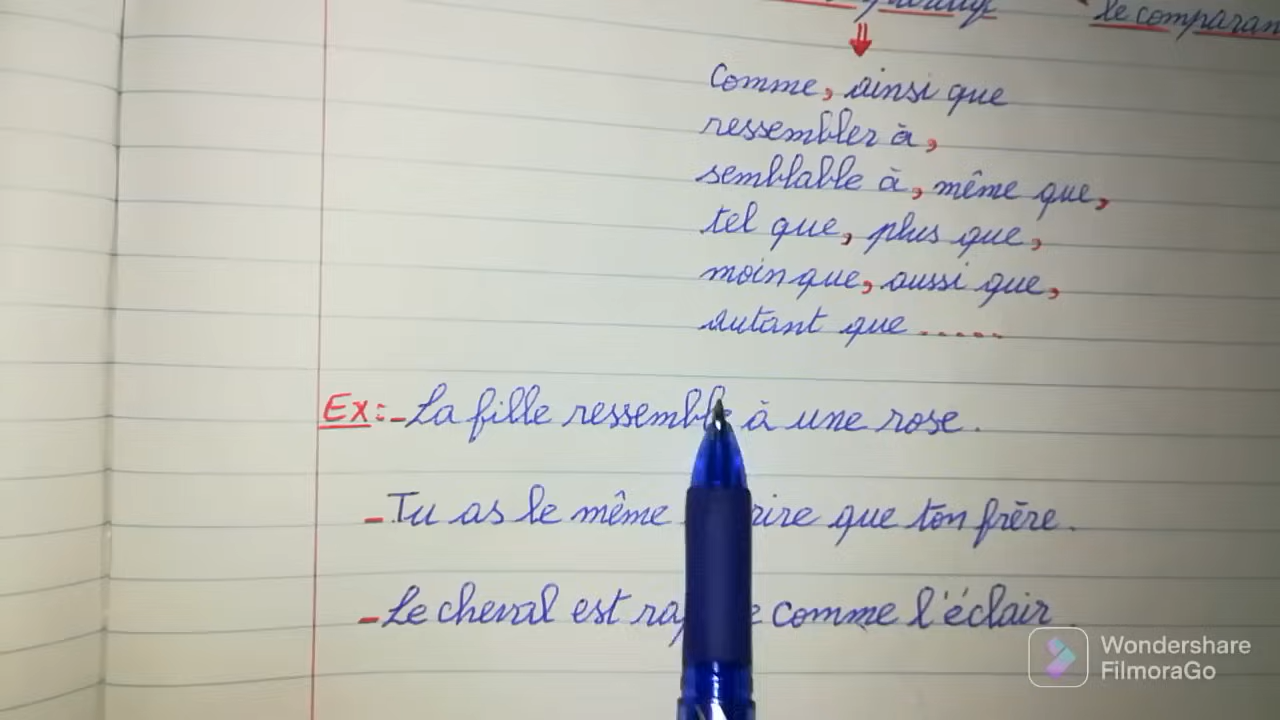 le comparan
Comme, ainsi que
ressembler à,
semblable à, même que,
tel que, plus que,
moin que, aussi que,
autant que .....
Ex:-La fille ressemble à une rose.
-Tu as le même que ton frère.
-Le cheval est comme l'éclair.
Wondershare
FilmoraGo